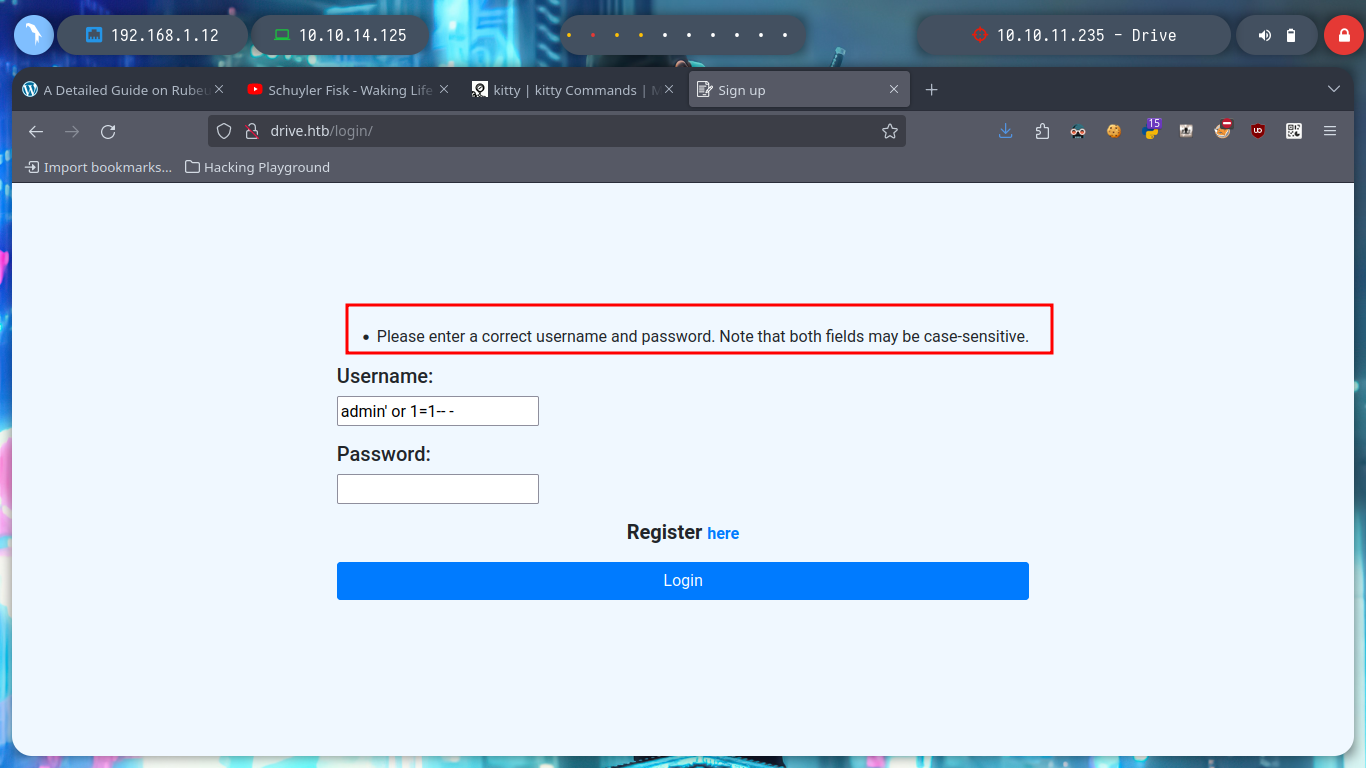 192.168.1.12 10.10.14.125 10.10.11.235 - Drive
A Detailed Guide on Rubeu Schuyler Fisk - Waking Life kitty | kitty Commands | M Sign up
drive.htb/login/ 15
Import bookmarks... Hacking Playground
• Please enter a correct username and password. Note that both fields may be case-sensitive.
Username:
admin' or 1=1-- -
Password:
Register here
Login